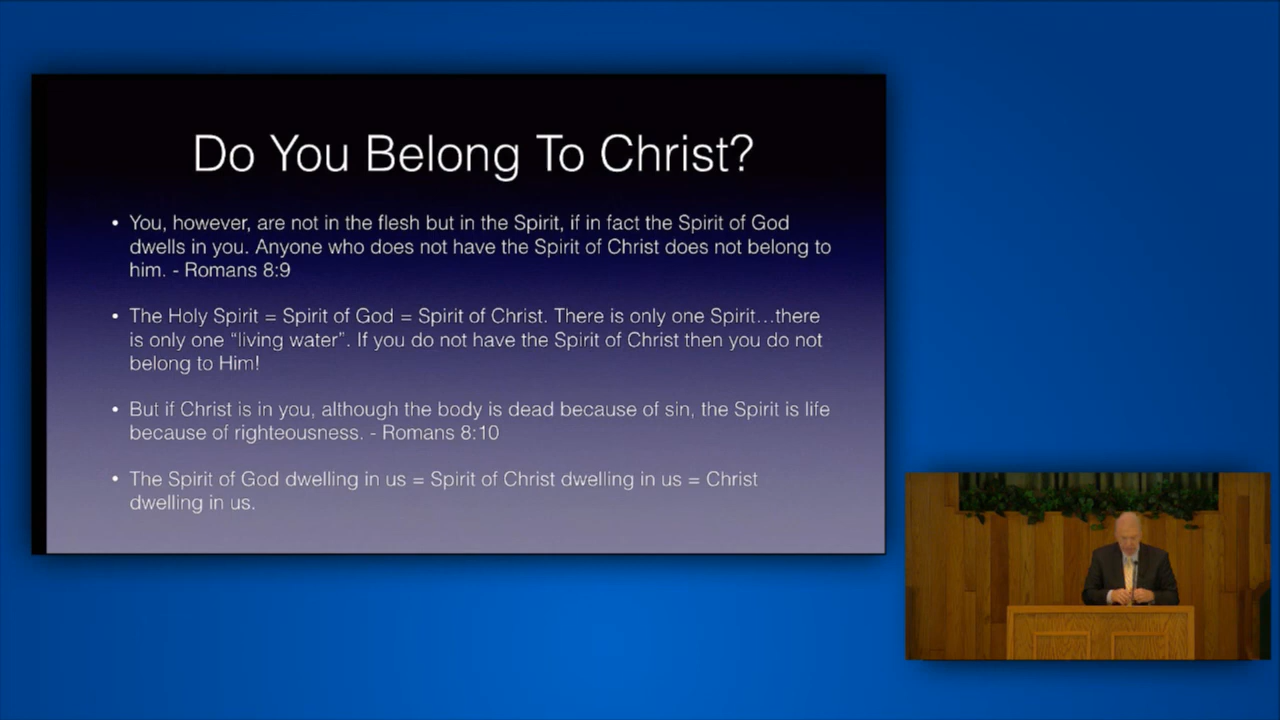 Do You Belong To Christ?
• You, however, are not in the flesh but in the Spirit, if in fact the Spirit of God
dwells in you. Anyone who does not have the Spirit of Christ does not belong to
him. - Romans 8:9
• The Holy Spirit = Spirit of God = Spirit of Christ. There is only one Spirit…there
is only one “living water”. If you do not have the Spirit of Christ then you do not
belong to Him!
• But if Christ is in you, although the body is dead because of sin, the Spirit is life
because of righteousness. - Romans 8:10
• The Spirit of God dwelling in us = Spirit of Christ dwelling in us = Christ
dwelling in us.